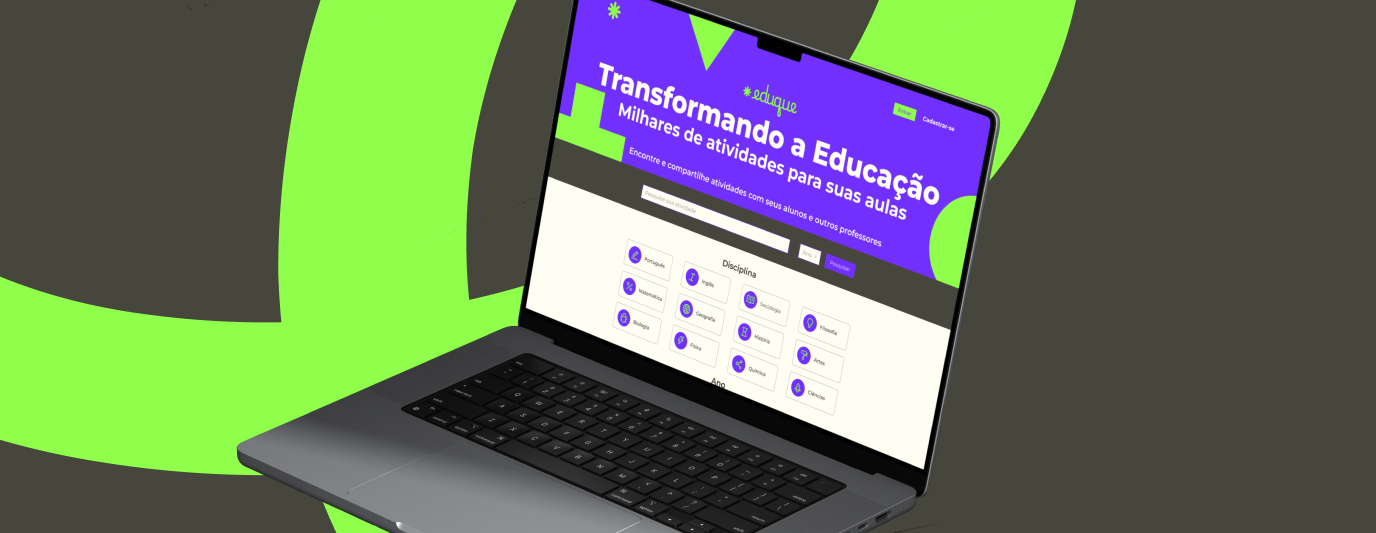 eduque
Entrar
Cadastrar-se
Transformando a Educação
Milhares de atividades para suas aulas
Encontre e compartilhe atividades com seus alunos e outros professores
Pesquise sua atividade
Ano
Pesquisar
Disciplina
Português
Inglês
Sociologia
Filosofia
Matemática
Geografia
História
Artes
Biologia
Física
Química
Ciências
Ano